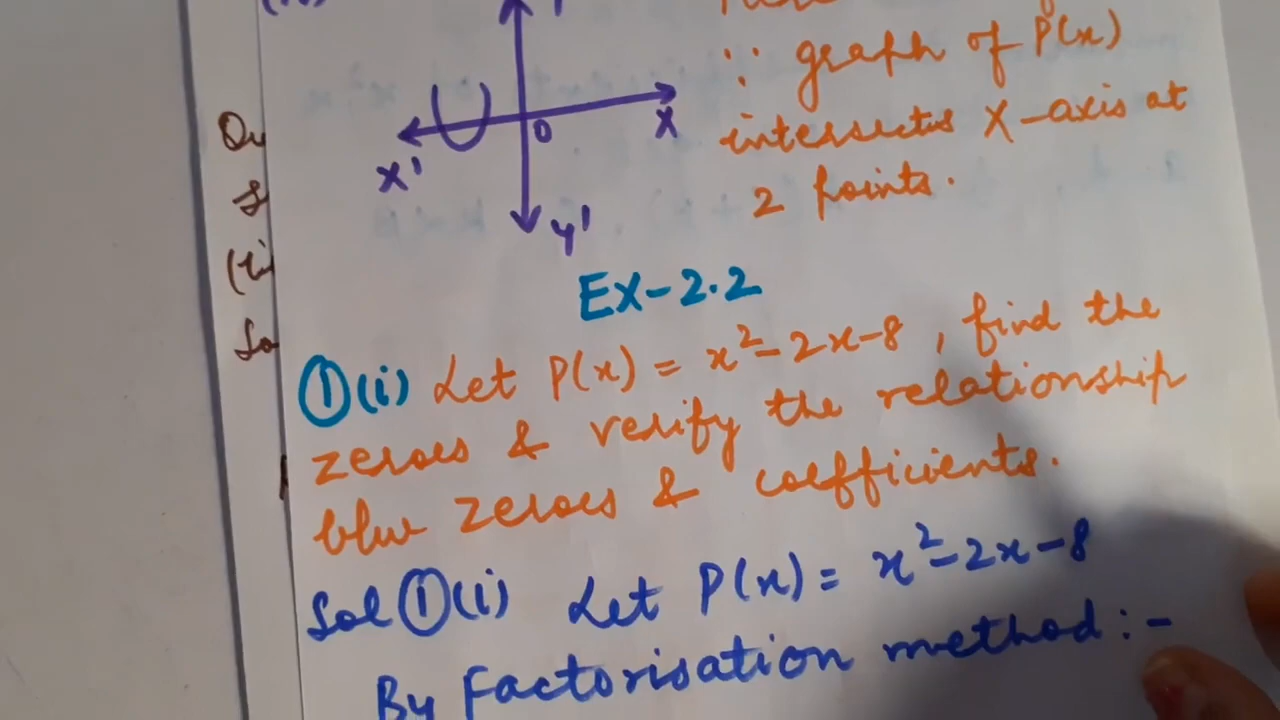 ∵ graph of P(x)
intersects X-axis at
2 points.
X
O
X'
Y'
Ex-2.2
①(i) Let P(x) = x²-2x-8, find the
zeroes & verify the relationship
b/w zeroes & coefficients.
Sol ①(i) Let P(x) = x²-2x-8
By Factorisation method:-